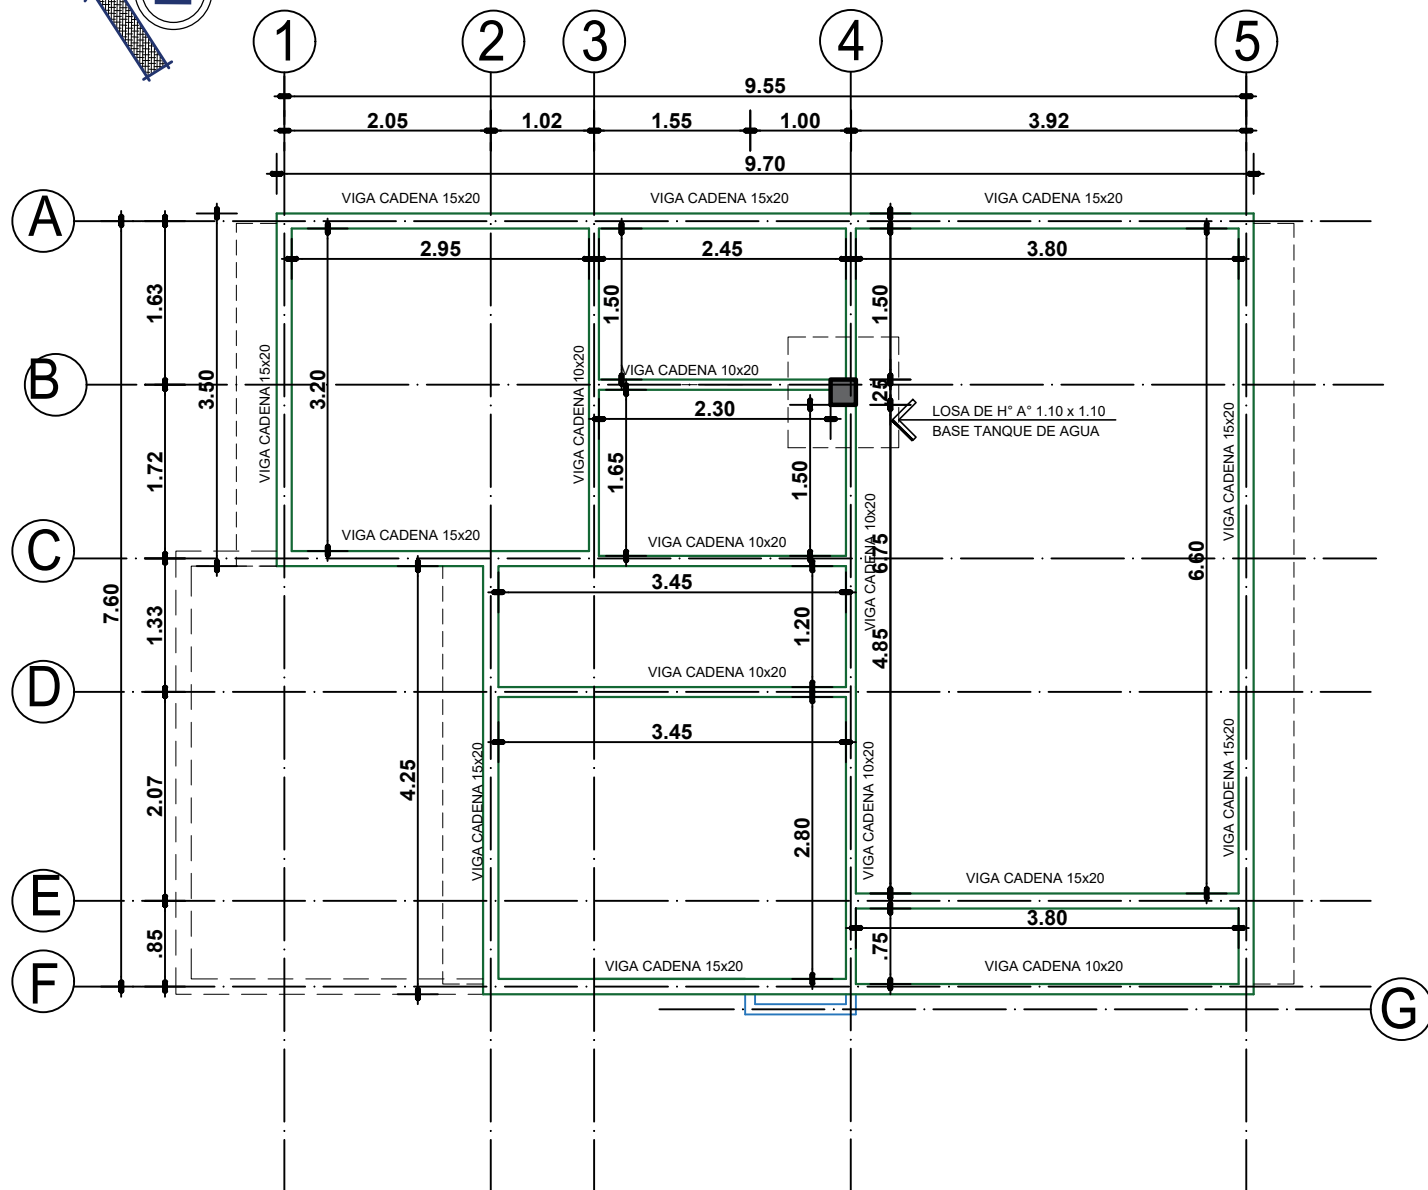 1 2 3 4 5
9.55
2.05 1.02 1.55 1.00 3.92
9.70
VIGA CADENA 15x20 VIGA CADENA 15x20 VIGA CADENA 15x20
A
2.95 2.45 3.80
1.63
1.50
1.50
VIGA CADENA 15x20
3.50
3.20
VIGA CADENA 10x20
VIGA CADENA 10x20
B
.25
2.30
LOSA DE H° A° 1.10 x 1.10
BASE TANQUE DE AGUA
VIGA CADENA 15x20
1.72
1.65
1.50
VIGA CADENA 10x20
6.75
6.60
VIGA CADENA 15x20
VIGA CADENA 10x20
C
7.60
1.33
3.45
1.20
4.85
VIGA CADENA 10x20
D
3.45
2.07
4.25
VIGA CADENA 15x20
2.80
VIGA CADENA 10x20
VIGA CADENA 15x20
VIGA CADENA 15x20
E
3.80
.85
.75
VIGA CADENA 15x20
VIGA CADENA 10x20
F
G